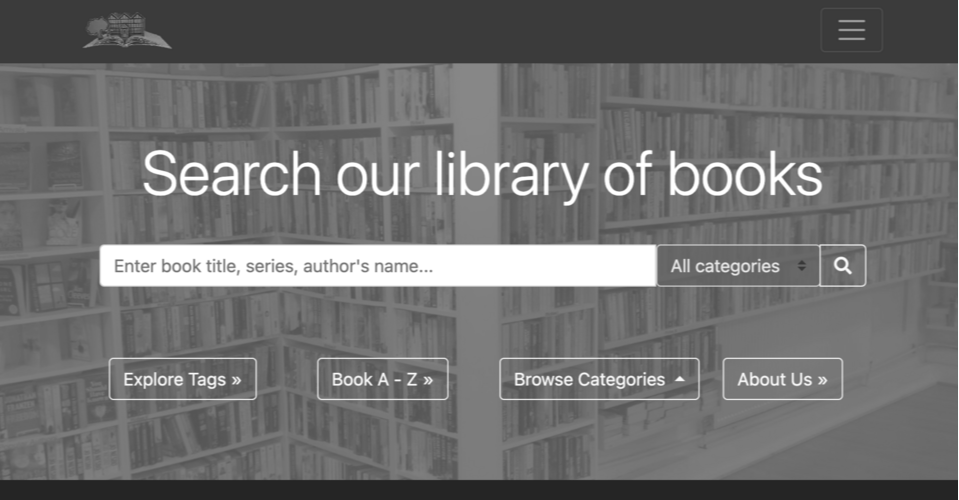 Search our library of books
Enter book title, series, author's name...
All categories
Explore Tags »
Book A - Z »
Browse Categories
About Us »